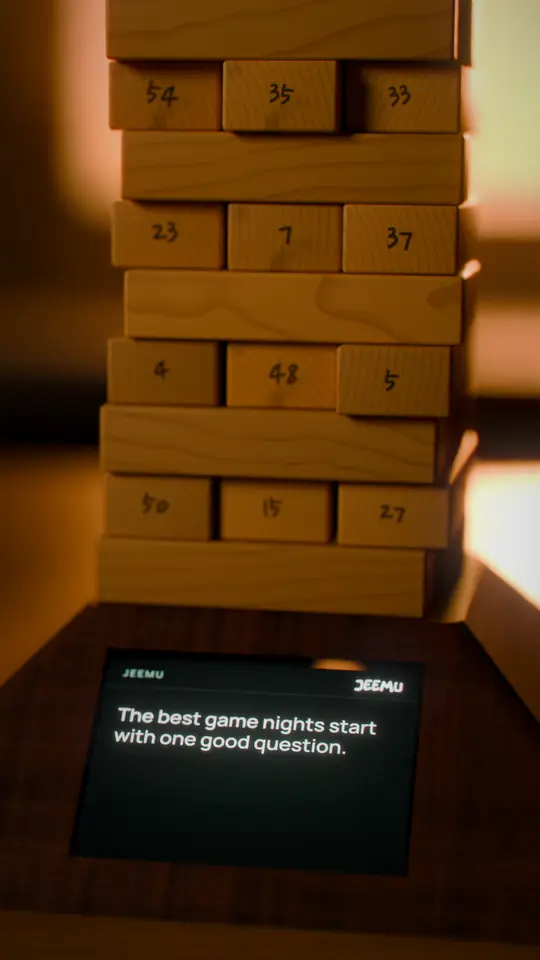 54 35 33
23 7 37
4 48 5
50 15 27
JEEMU JEEMU
The best game nights start
with one good question.